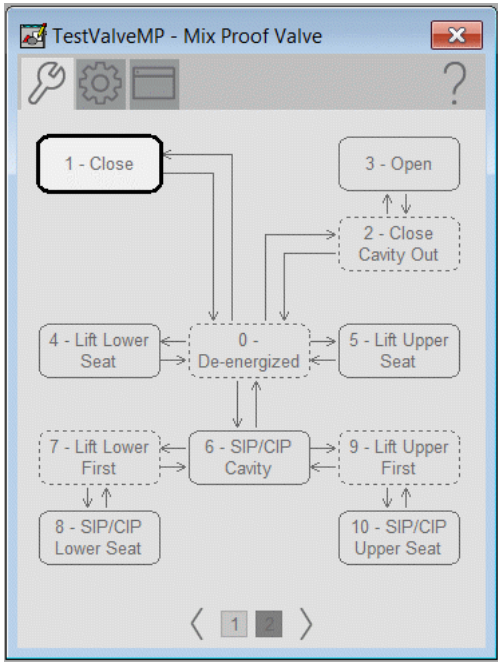 TestValveMP - Mix Proof Valve
?
1 - Close
3 - Open
2 - Close
Cavity Out
4 - Lift Lower
Seat
0 -
De-energized
5 - Lift Upper
Seat
7 - Lift Lower
First
6 - SIP/CIP
Cavity
9 - Lift Upper
First
8 - SIP/CIP
Lower Seat
10 - SIP/CIP
Upper Seat
1 2